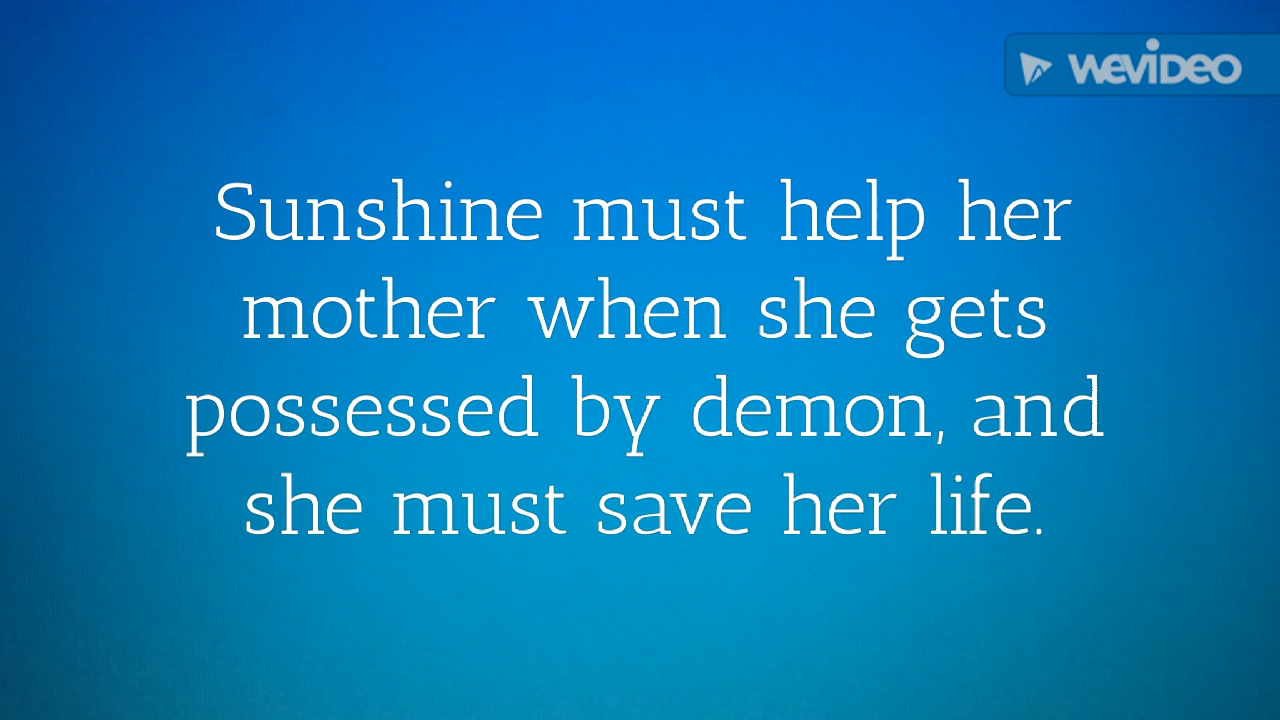 WEVIDEO
Sunshine must help her
mother when she gets
possessed by demon, and
she must save her life.